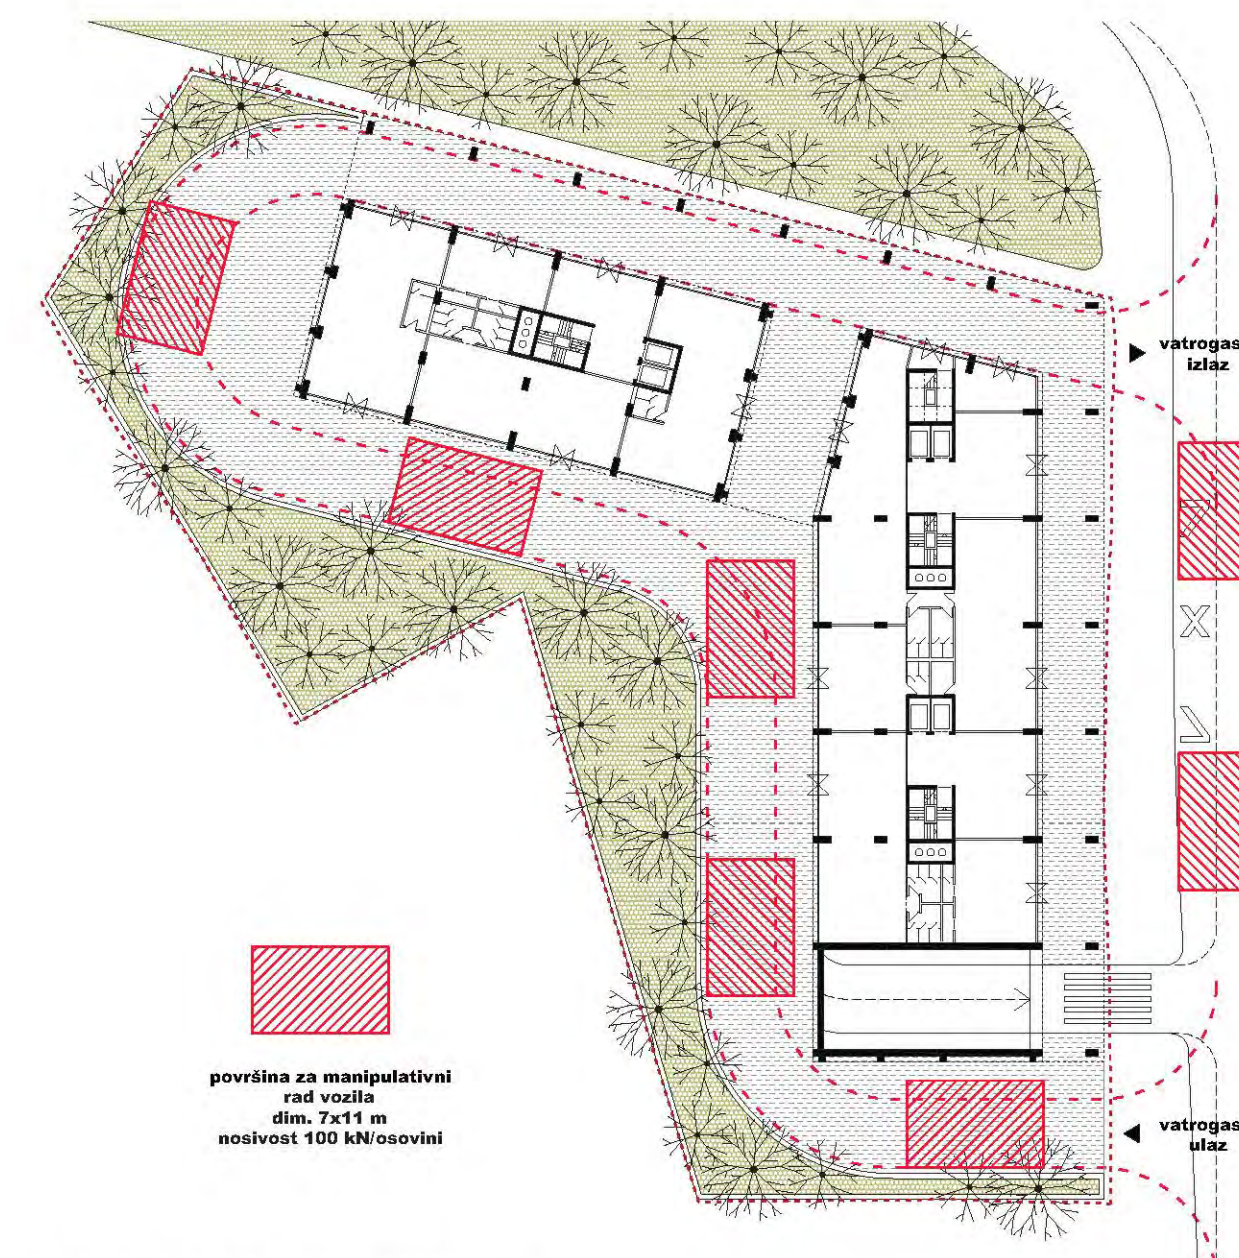 vatrogas
izlaz
površina za manipulativni
rad vozila
dim. 7x11 m
nosivost 100 kN/osovini
vatrogas
ulaz